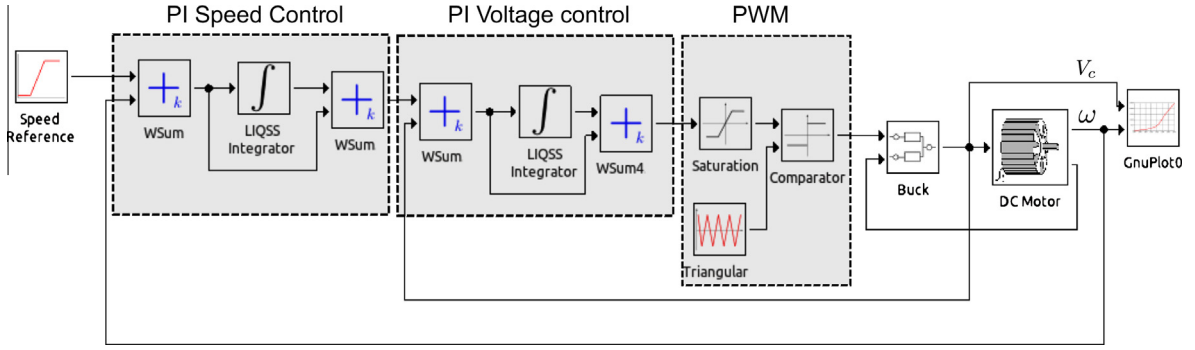 PI Speed Control
PI Voltage control
PWM
Speed
Reference
+k
WSum
LIQSS
Integrator
+k
WSum
+k
WSum
LIQSS
Integrator
+k
WSum4
Saturation
Triangular
Comparator
Buck
DC Motor
Vc
ω
GnuPlot0